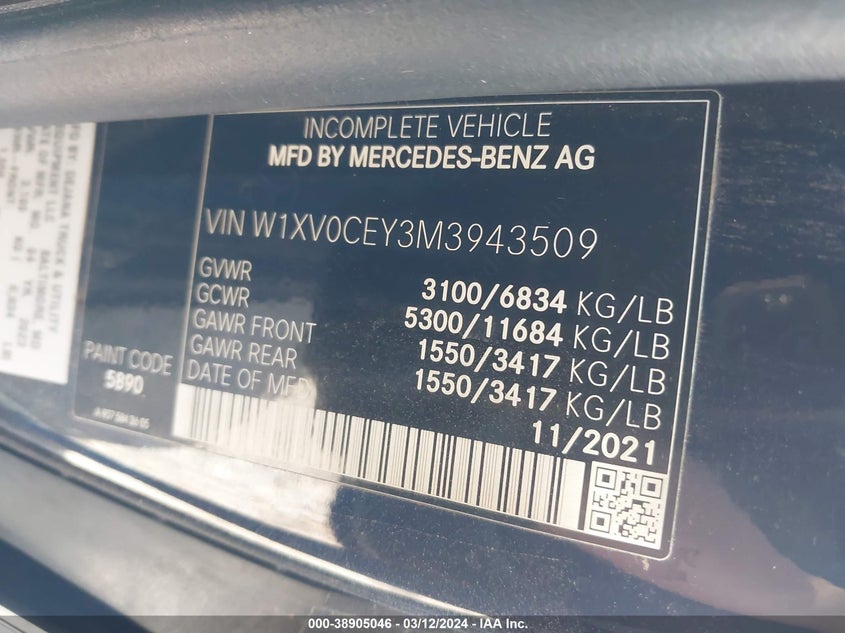 INCOMPLETE VEHICLE
MFD BY MERCEDES-BENZ AG
VIN W1XV0CEY3M3943509
GVWR 3100/6834 KG/LB
GCWR 5300/11684 KG/LB
GAWR FRONT 1550/3417 KG/LB
GAWR REAR 1550/3417 KG/LB
DATE OF MFD 11/2021
PAINT CODE
5890
000-38905046 - 03/12/2024 - IAA Inc.